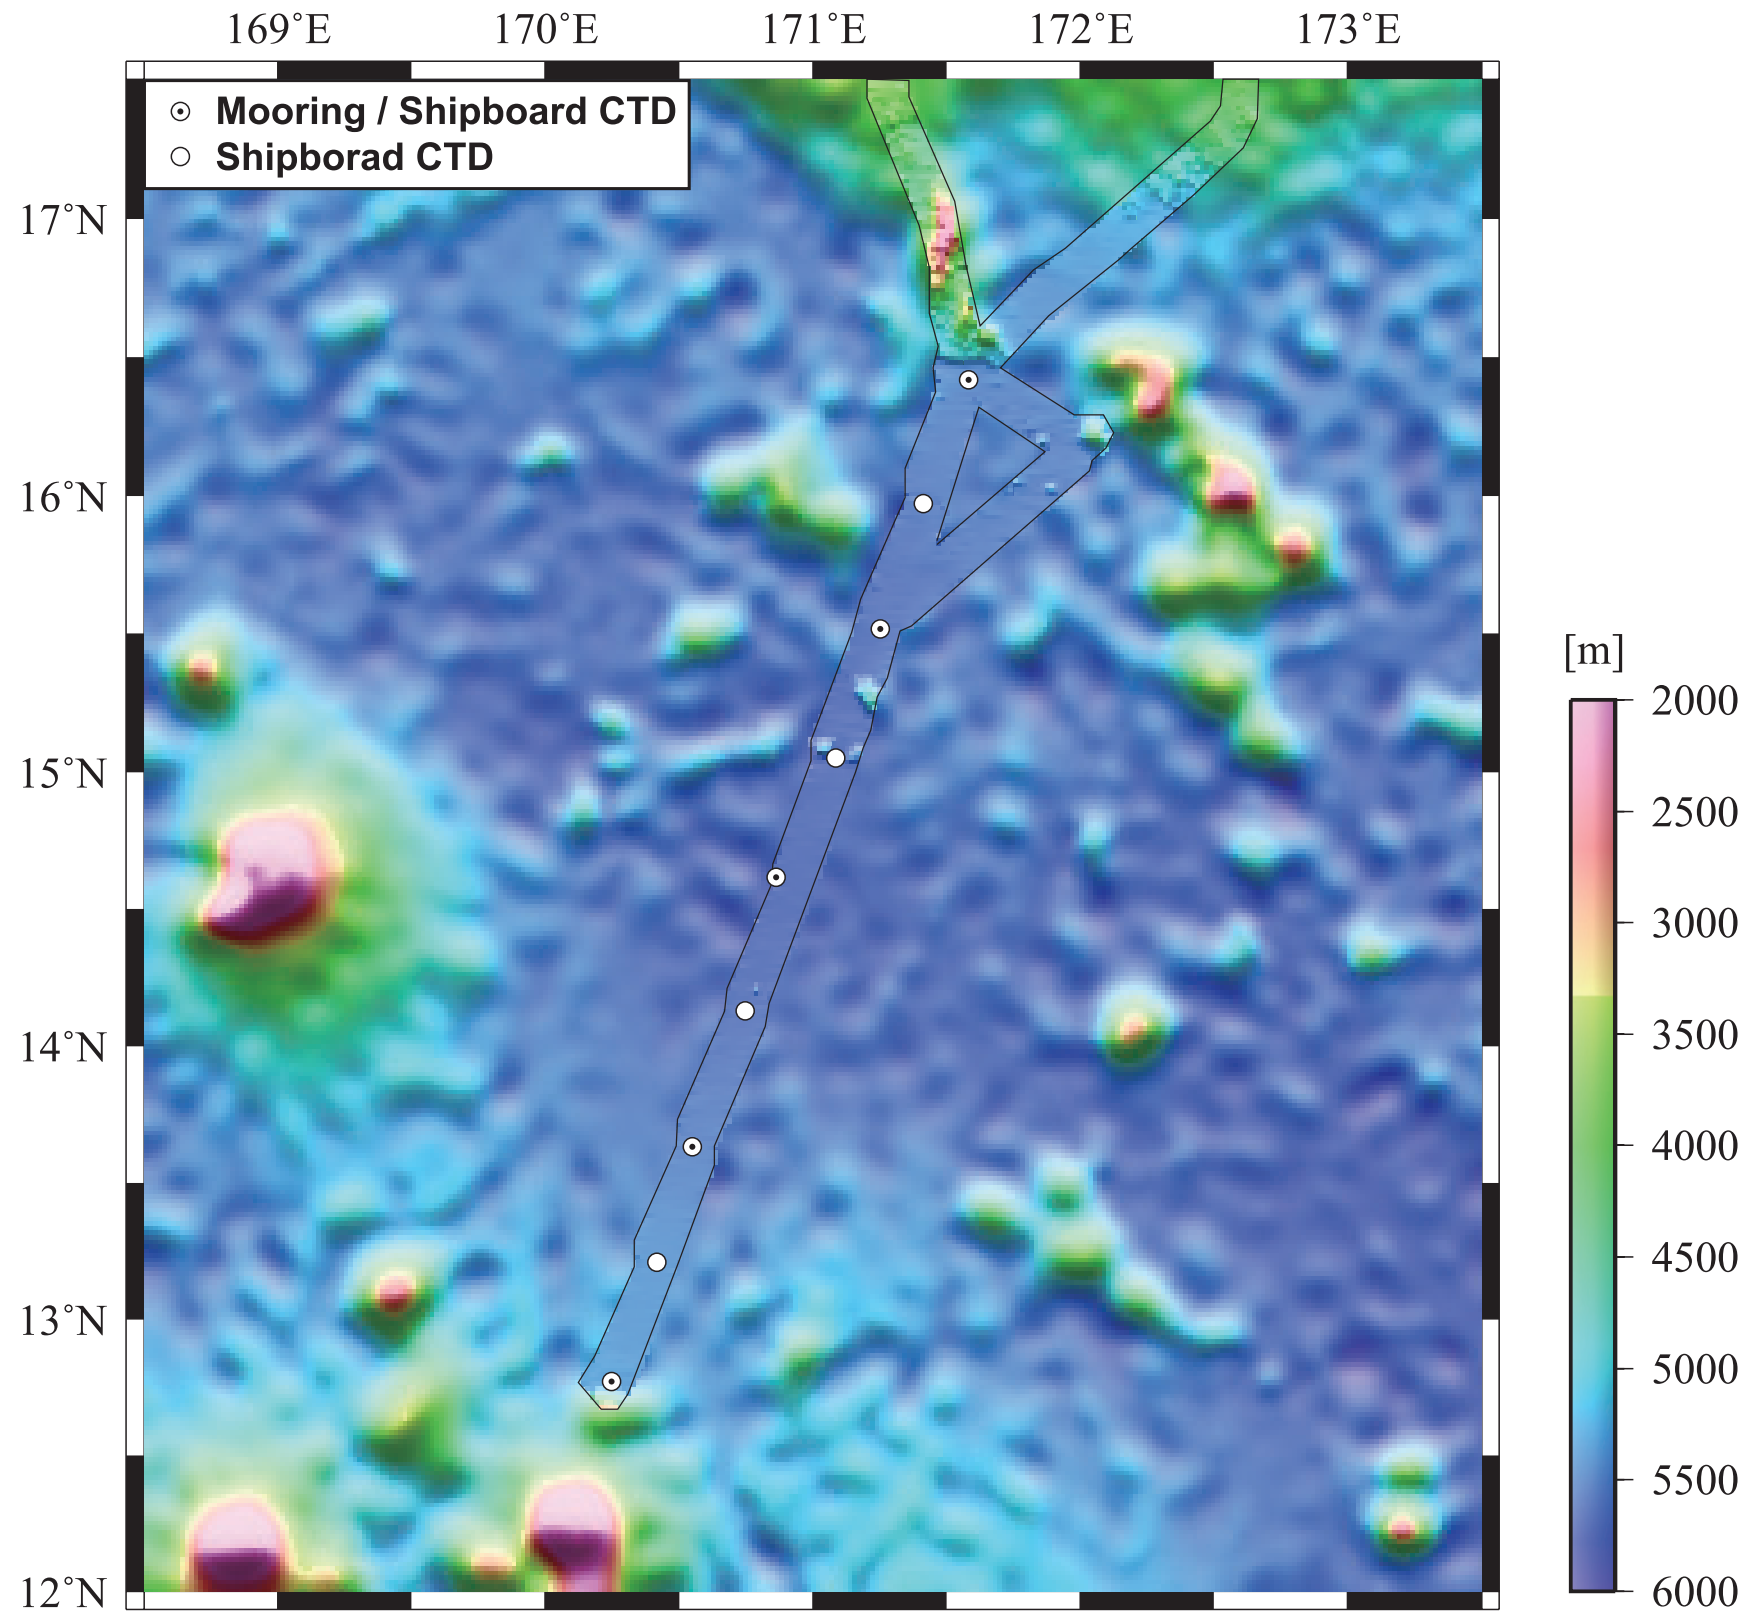 169°E 170°E 171°E 172°E 173°E
Mooring / Shipboard CTD
Shipborad CTD
17°N
16°N
15°N
14°N
13°N
12°N
[m]
2000
2500
3000
3500
4000
4500
5000
5500
6000